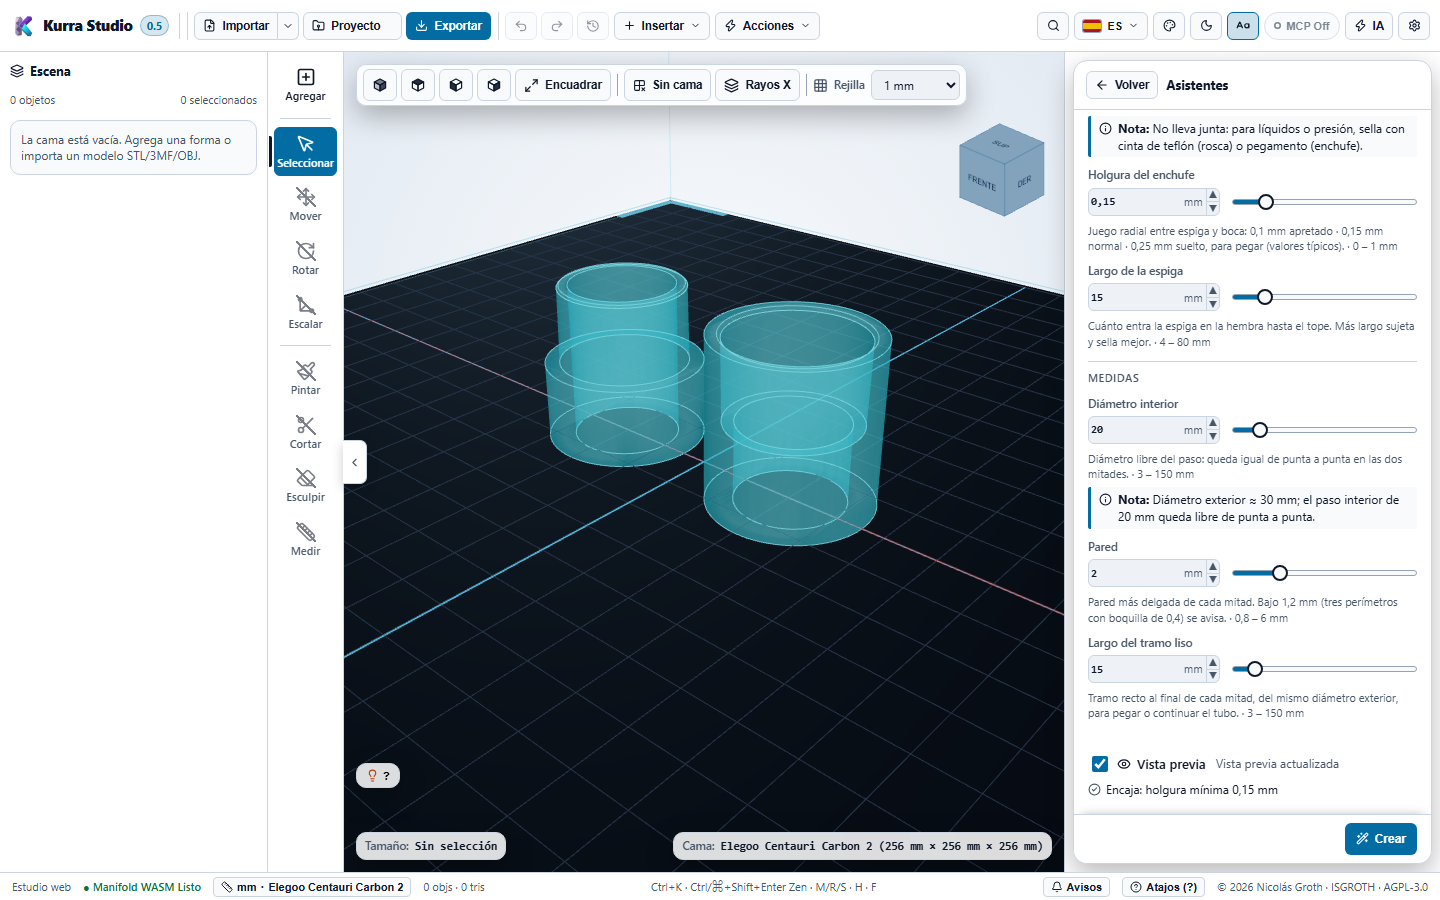 Kurra Studio 0.5
Importar
Proyecto
Exportar
Insertar
Acciones
ES
Aa
MCP Off
IA
Escena
0 objetos
0 seleccionados
La cama está vacía. Agrega una forma o
importa un modelo STL/3MF/OBJ.
Agregar
Seleccionar
Mover
Rotar
Escalar
Pintar
Cortar
Esculpir
Medir
Encuadrar
Sin cama
Rayos X
Rejilla
1 mm
SUP
FRENTE
DER
?
Tamaño: Sin selección
Cama: Elegoo Centauri Carbon 2 (256 mm × 256 mm × 256 mm)
Volver
Asistentes
Nota: No lleva junta: para líquidos o presión, sella con
cinta de teflón (rosca) o pegamento (enchufe).
Holgura del enchufe
0,15 mm
Juego radial entre espiga y boca: 0,1 mm apretado · 0,15 mm
normal · 0,25 mm suelto, para pegar (valores típicos). · 0 – 1 mm
Largo de la espiga
15 mm
Cuánto entra la espiga en la hembra hasta el tope. Más largo sujeta
y sella mejor. · 4 – 80 mm
MEDIDAS
Diámetro interior
20 mm
Diámetro libre del paso: queda igual de punta a punta en las dos
mitades. · 3 – 150 mm
Nota: Diámetro exterior ≈ 30 mm; el paso interior de
20 mm queda libre de punta a punta.
Pared
2 mm
Pared más delgada de cada mitad. Bajo 1,2 mm (tres perímetros
con boquilla de 0,4) se avisa. · 0,8 – 6 mm
Largo del tramo liso
15 mm
Tramo recto al final de cada mitad, del mismo diámetro exterior,
para pegar o continuar el tubo. · 3 – 150 mm
Vista previa Vista previa actualizada
Encaja: holgura mínima 0,15 mm
Crear
Estudio web
Manifold WASM Listo
mm · Elegoo Centauri Carbon 2
0 objs · 0 tris
Ctrl+K · Ctrl/⌘+Shift+Enter Zen · M/R/S · H · F
Avisos
Atajos (?)
© 2026 Nicolás Groth · ISGROTH · AGPL-3.0